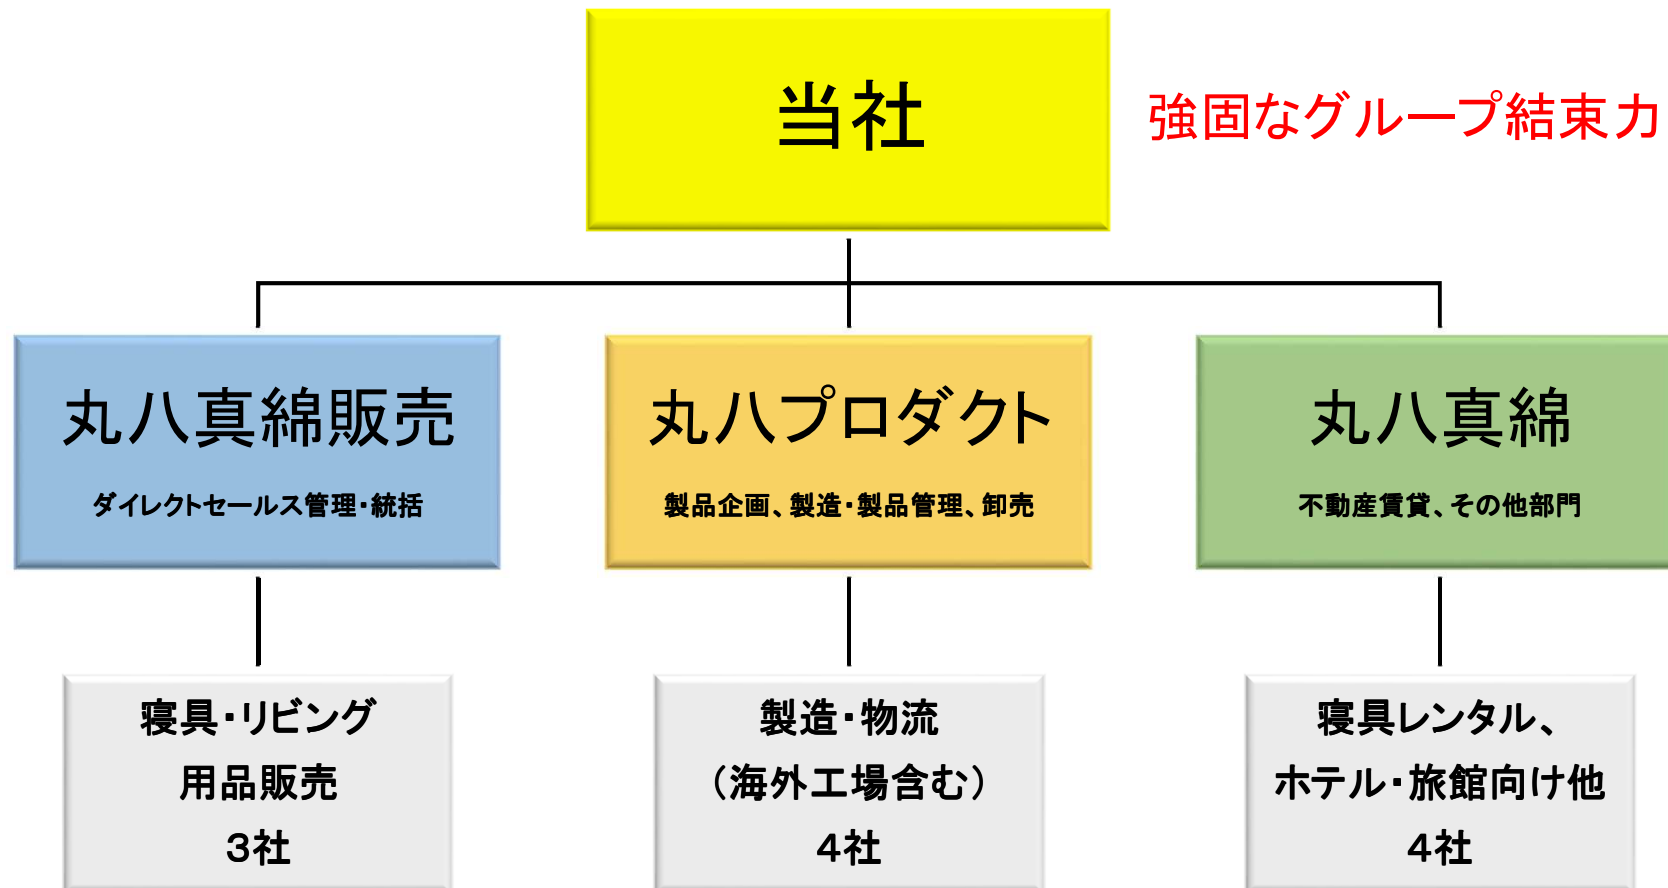 当社
強固なグループ結束力
丸八真綿販売
ダイレクトセールス管理・統括
丸八プロダクト
製品企画、製造・製品管理、卸売
丸八真綿
不動産賃貸、その他部門
寝具・リビング
用品販売
3社
製造・物流
（海外工場含む）
4社
寝具レンタル、
ホテル・旅館向け他
4社